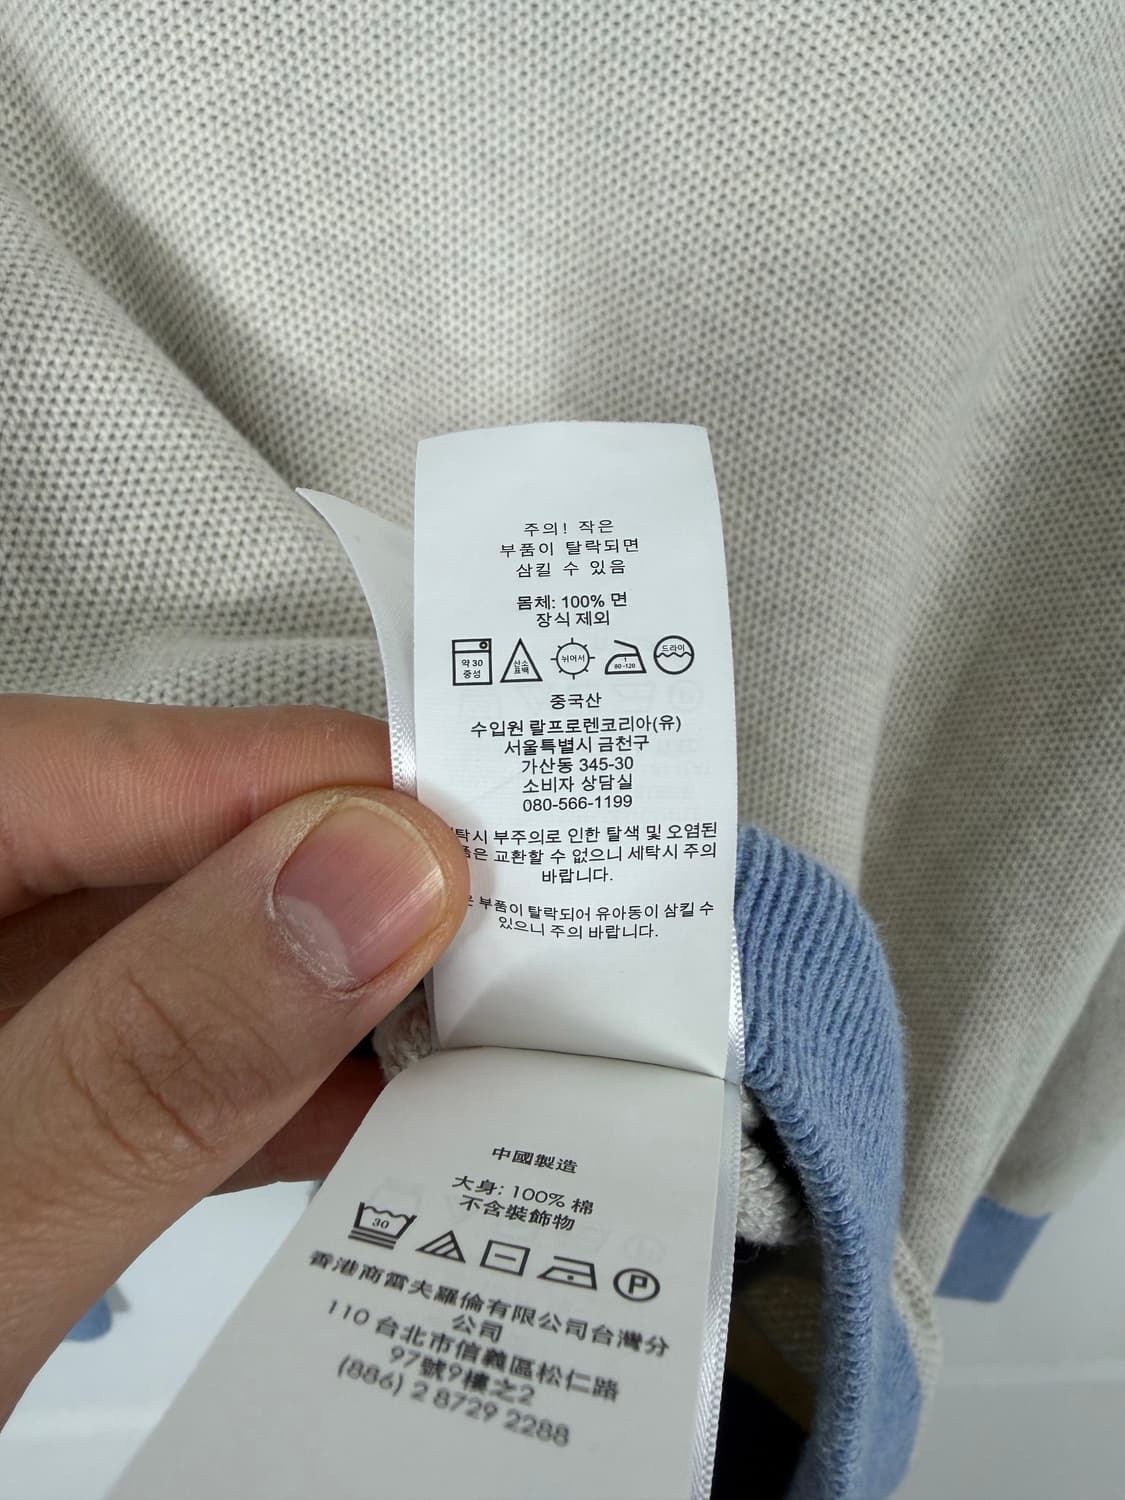 주의! 작은
부품이 탈락되면
삼킬 수 있음
몸체: 100% 면
장식 제외
약 30
중성
산소
표백
뉘어서
1
80-120
드라이
중국산
수입원 랄프로렌코리아(유)
서울특별시 금천구
가산동 345-30
소비자 상담실
080-566-1199
부주의로 인한 탈색 및 오염된
교환할 수 없으니 세탁시 주의
바랍니다.
부품이 탈락되어 유아동이 삼킬 수
있으니 주의 바랍니다.
中國製造
大身: 100% 棉
不含裝飾物
30
P
香港商雷夫羅倫有限公司台灣分
公司
110 台北市信義區松仁路
97號9樓之2
(886) 2 8729 2288